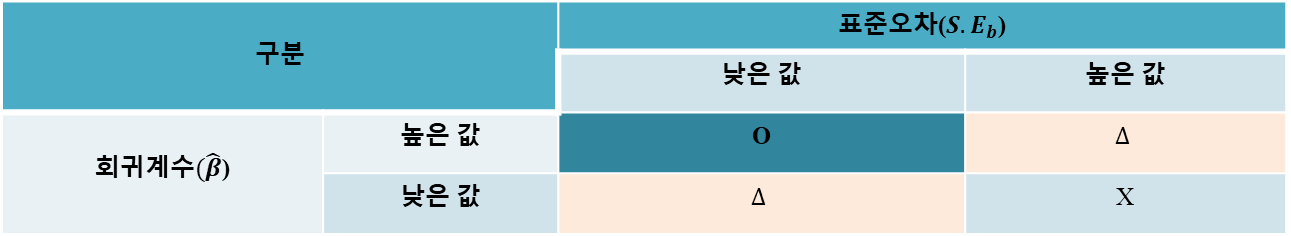 구분
표준오차(S.E_b)
낮은 값
높은 값
회귀계수(β̂)
높은 값
O
Δ
낮은 값
Δ
X